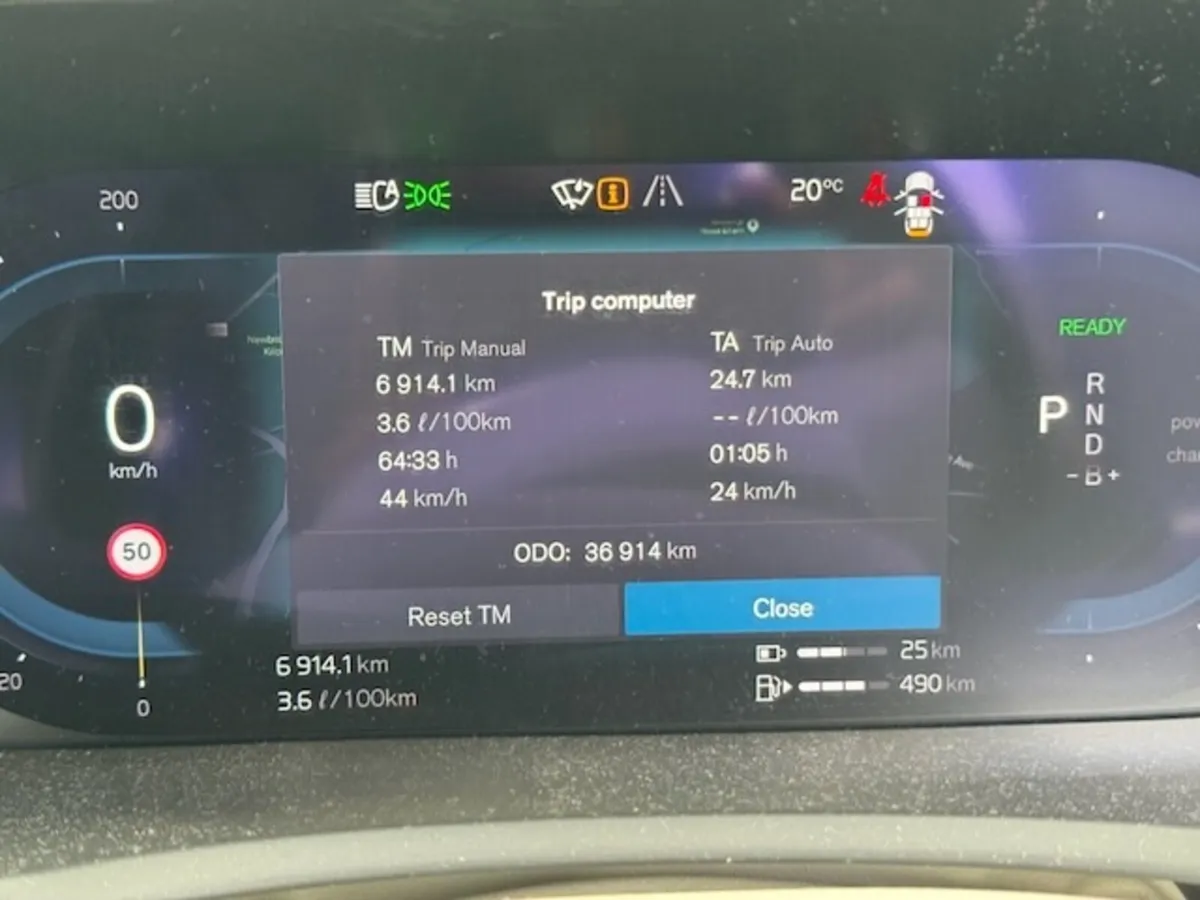 200
20°C
Trip computer
TM Trip Manual
6 914.1 km
3.6 ℓ/100km
64:33 h
44 km/h
TA Trip Auto
24.7 km
-- ℓ/100km
01:05 h
24 km/h
ODO: 36 914 km
Reset TM
Close
0
km/h
50
READY
P
R
N
D
-B+
6 914.1 km
3.6 ℓ/100km
25 km
490 km
20
0